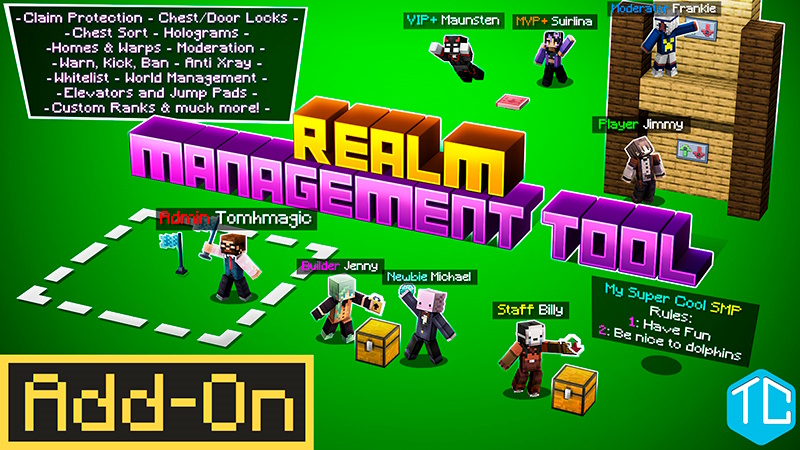 -Claim Protection - Chest/Door Locks -
-Chest Sort - Holograms -
-Homes & Warps - Moderation -
-Warn, Kick, Ban - Anti Xray -
-Whitelist - World Management -
-Elevators and Jump Pads -
-Custom Ranks & much more! -
VIP+ Maunsten
MVP+ Suirlina
Moderator Frankie
Player Jimmy
REALM
MANAGEMENT TOOL
Admin Tomhmagic
Builder Jenny
Newbie Michael
Staff Billy
My Super Cool SMP
Rules:
1: Have Fun
2: Be nice to dolphins
Add-On
TC